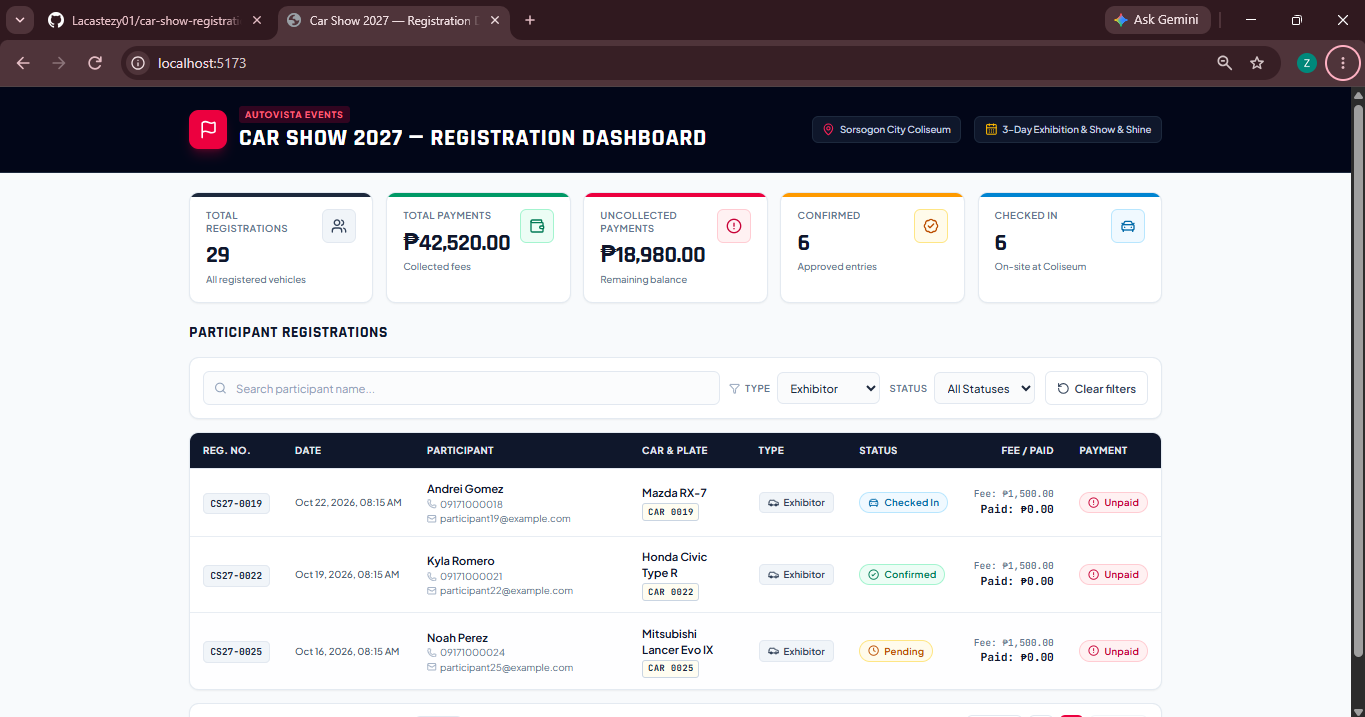 Lacastezy01/car-show-registrati
Car Show 2027 — Registration D
Ask Gemini
localhost:5173
Z
AUTOVISTA EVENTS
CAR SHOW 2027 — REGISTRATION DASHBOARD
Sorsogon City Coliseum
3-Day Exhibition & Show & Shine
TOTAL
REGISTRATIONS
29
All registered vehicles
TOTAL PAYMENTS
₱42,520.00
Collected fees
UNCOLLECTED
PAYMENTS
₱18,980.00
Remaining balance
CONFIRMED
6
Approved entries
CHECKED IN
6
On-site at Coliseum
PARTICIPANT REGISTRATIONS
Search participant name...
TYPE
Exhibitor
STATUS
All Statuses
Clear filters
REG. NO. DATE PARTICIPANT CAR & PLATE TYPE STATUS FEE / PAID PAYMENT
CS27-0019
Oct 22, 2026, 08:15 AM
Andrei Gomez
09171000018
participant19@example.com
Mazda RX-7
CAR 0019
Exhibitor
Checked In
Fee: ₱1,500.00
Paid: ₱0.00
Unpaid
CS27-0022
Oct 19, 2026, 08:15 AM
Kyla Romero
09171000021
participant22@example.com
Honda Civic
Type R
CAR 0022
Exhibitor
Confirmed
Fee: ₱1,500.00
Paid: ₱0.00
Unpaid
CS27-0025
Oct 16, 2026, 08:15 AM
Noah Perez
09171000024
participant25@example.com
Mitsubishi
Lancer Evo IX
CAR 0025
Exhibitor
Pending
Fee: ₱1,500.00
Paid: ₱0.00
Unpaid